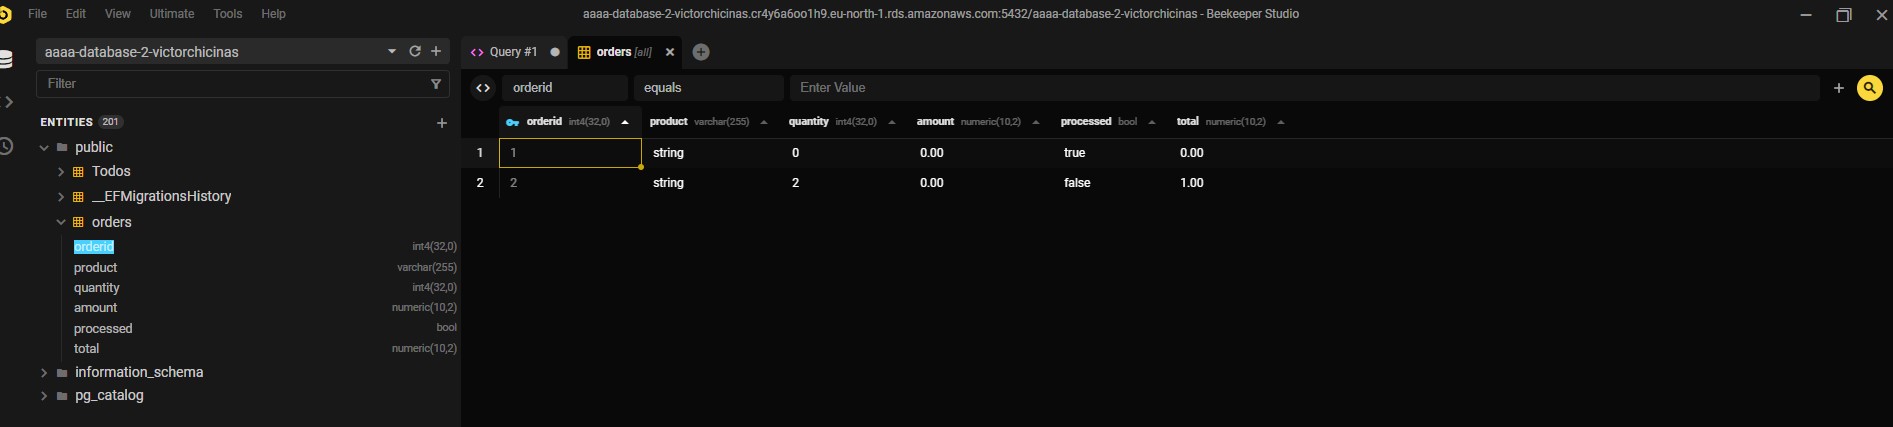 File Edit View Ultimate Tools Help
aaaa-database-2-victorchicinas.cr4y6a6oo1h9.eu-north-1.rds.amazonaws.com:5432/aaaa-database-2-victorchicinas - Beekeeper Studio
aaaa-database-2-victorchicinas
Filter
ENTITIES 201
public
Todos
__EFMigrationsHistory
orders
orderid int4(32,0)
product varchar(255)
quantity int4(32,0)
amount numeric(10,2)
processed bool
total numeric(10,2)
information_schema
pg_catalog
Query #1 orders [all]
orderid equals Enter Value
orderid int4(32,0) product varchar(255) quantity int4(32,0) amount numeric(10,2) processed bool total numeric(10,2)
1 1 string 0 0.00 true 0.00
2 2 string 2 0.00 false 1.00